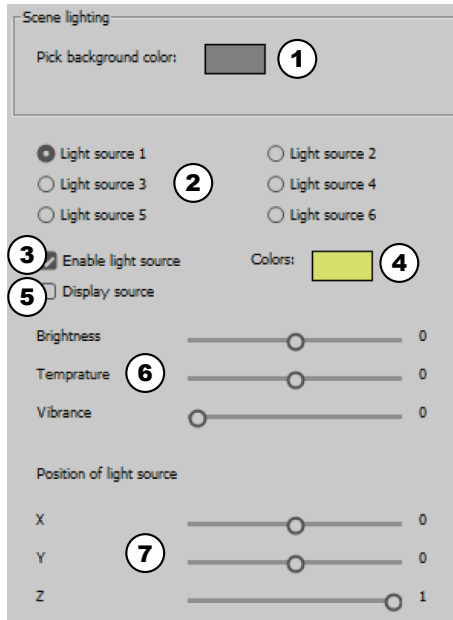 Scene lighting
Pick background color: 1
Light source 1 Light source 2
Light source 3 2 Light source 4
Light source 5 Light source 6
3 Enable light source Colors: 4
5 Display source
Brightness 0
Temprature 6 0
Vibrance 0
Position of light source
X 0
Y 7 0
Z 1